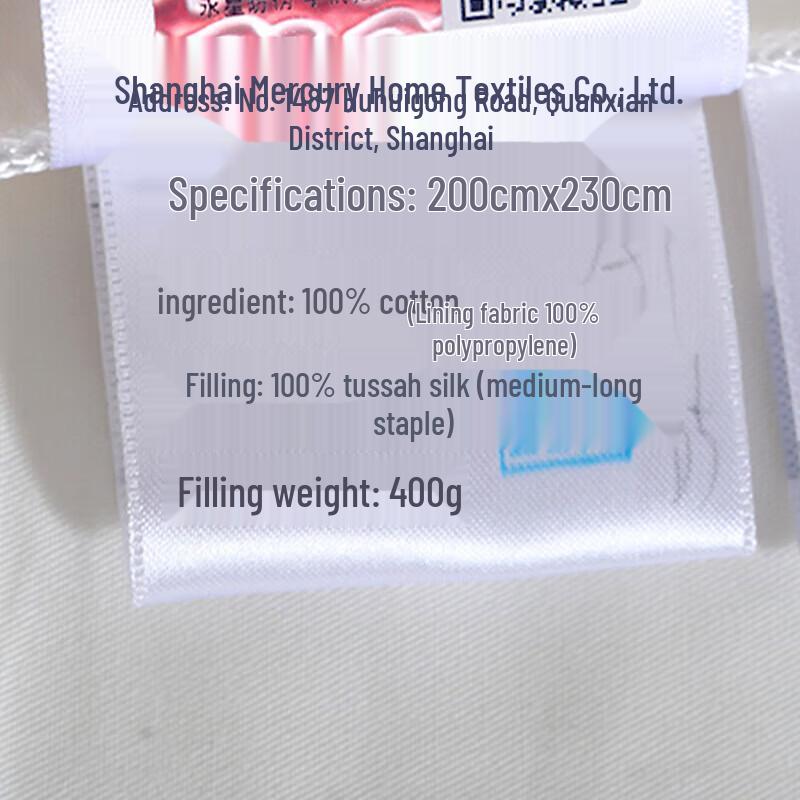 Shanghai Mercury Home Textiles Co., Ltd.
Address: No. 1487 Huhuigong Road, Quanxian
District, Shanghai
Specifications: 200cmx230cm
ingredient: 100% cotton
(Lining fabric 100%
polypropylene)
Filling: 100% tussah silk (medium-long
staple)
Filling weight: 400g